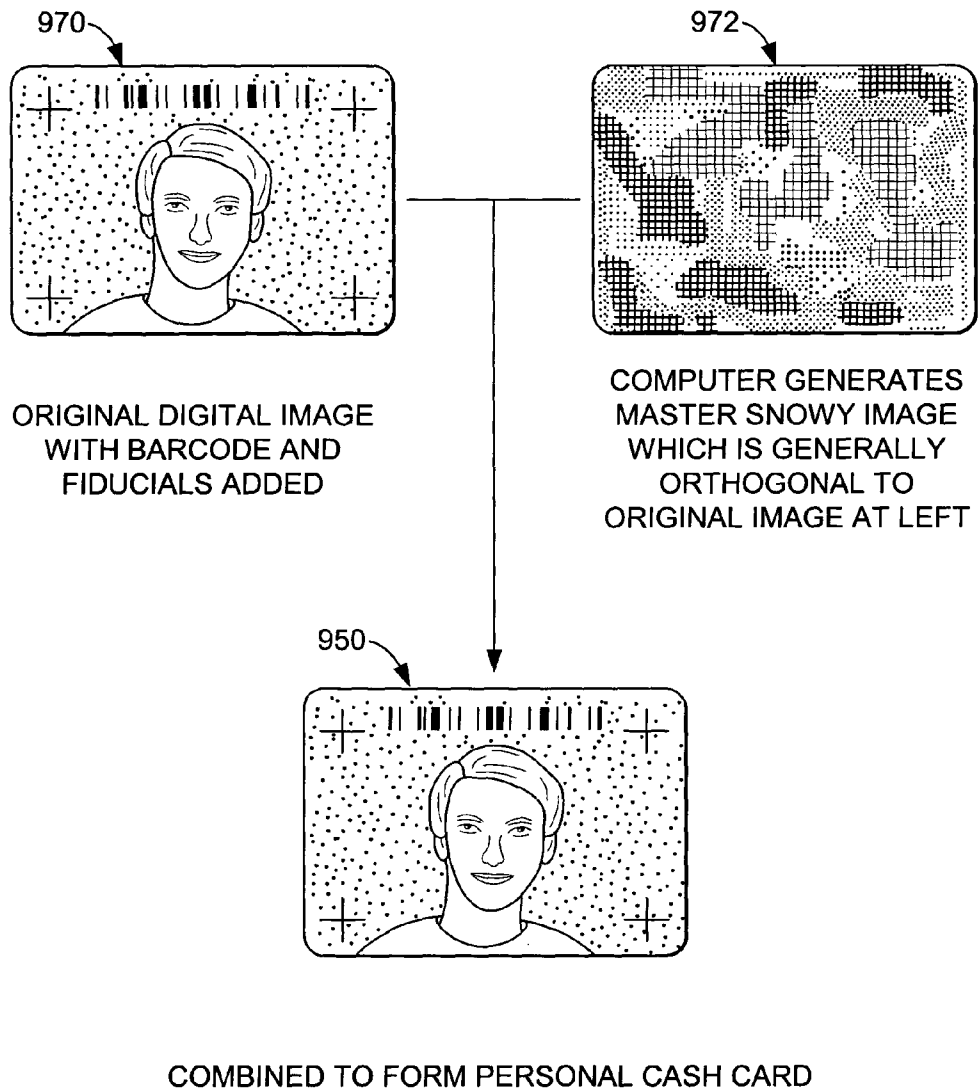 970
972
ORIGINAL DIGITAL IMAGE
WITH BARCODE AND
FIDUCIALS ADDED
COMPUTER GENERATES
MASTER SNOWY IMAGE
WHICH IS GENERALLY
ORTHOGONAL TO
ORIGINAL IMAGE AT LEFT
950
COMBINED TO FORM PERSONAL CASH CARD